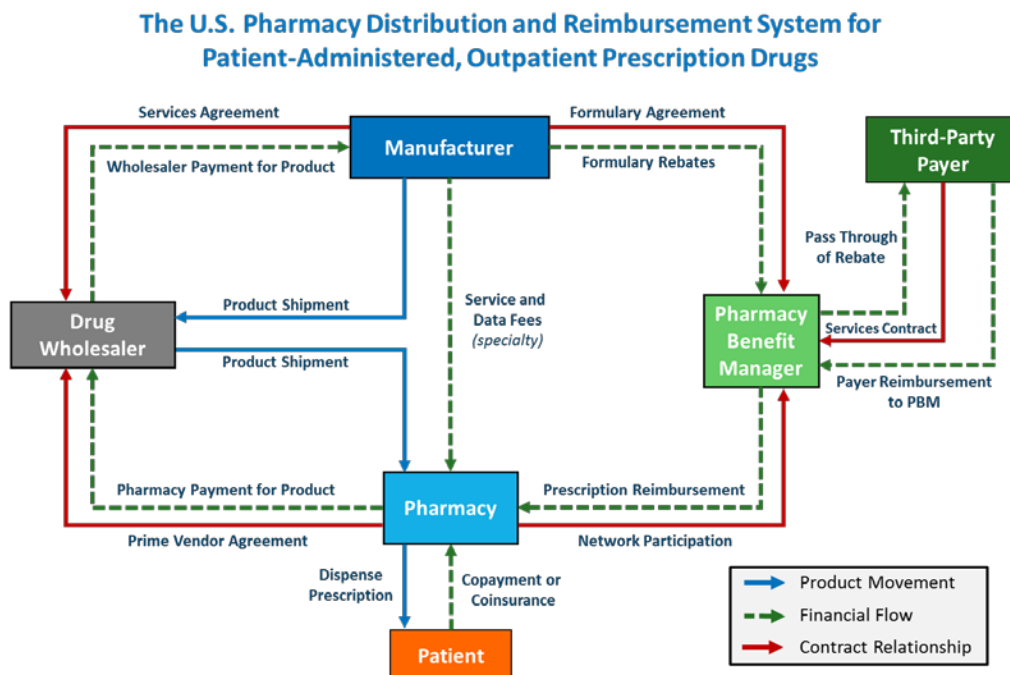 The U.S. Pharmacy Distribution and Reimbursement System for
Patient-Administered, Outpatient Prescription Drugs
Services Agreement
Formulary Agreement
Manufacturer
Third-Party
Payer
Wholesaler Payment for Product
Formulary Rebates
Pass Through
of Rebate
Product Shipment
Service and
Data Fees
(specialty)
Drug
Wholesaler
Pharmacy
Benefit
Manager
Services Contract
Product Shipment
Payer Reimbursement
to PBM
Pharmacy Payment for Product
Pharmacy
Prescription Reimbursement
Prime Vendor Agreement
Network Participation
Dispense
Prescription
Copayment or
Coinsurance
Patient
Product Movement
Financial Flow
Contract Relationship